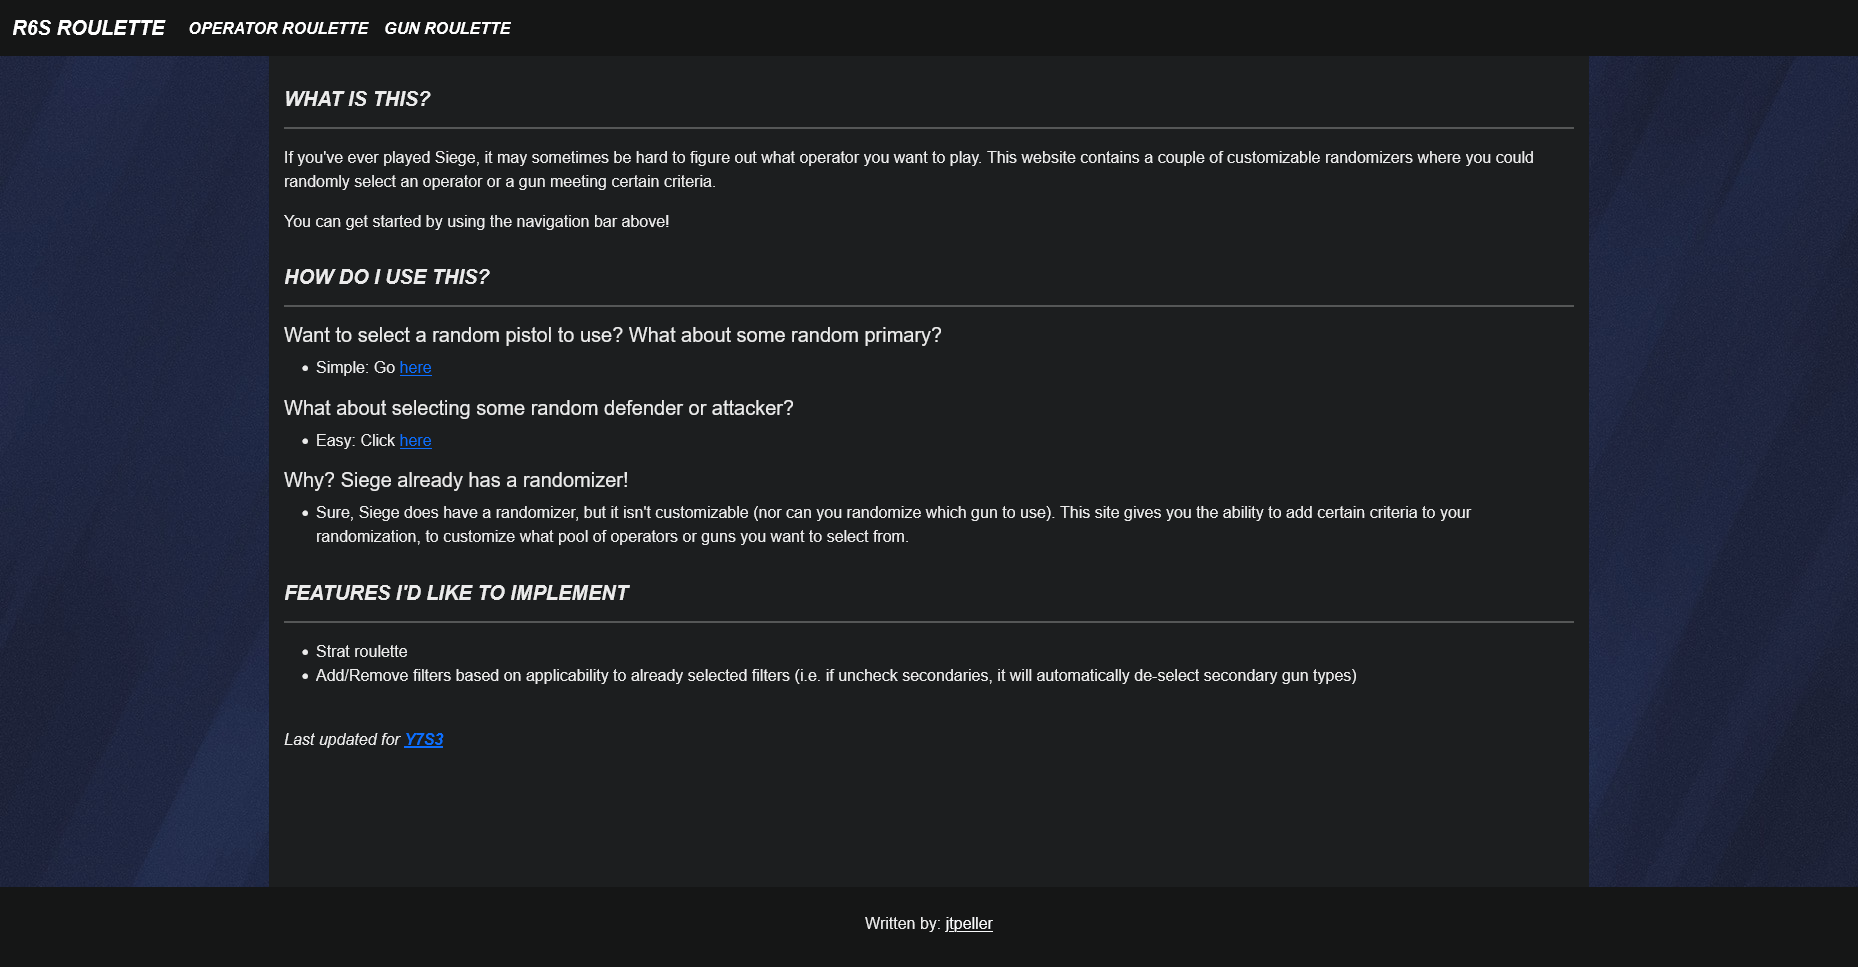 R6S ROULETTE OPERATOR ROULETTE GUN ROULETTE
WHAT IS THIS?
If you've ever played Siege, it may sometimes be hard to figure out what operator you want to play. This website contains a couple of customizable randomizers where you could
randomly select an operator or a gun meeting certain criteria.
You can get started by using the navigation bar above!
HOW DO I USE THIS?
Want to select a random pistol to use? What about some random primary?
• Simple: Go here
What about selecting some random defender or attacker?
• Easy: Click here
Why? Siege already has a randomizer!
• Sure, Siege does have a randomizer, but it isn't customizable (nor can you randomize which gun to use). This site gives you the ability to add certain criteria to your
randomization, to customize what pool of operators or guns you want to select from.
FEATURES I'D LIKE TO IMPLEMENT
• Strat roulette
• Add/Remove filters based on applicability to already selected filters (i.e. if uncheck secondaries, it will automatically de-select secondary gun types)
Last updated for Y7S3
Written by: jtpeller